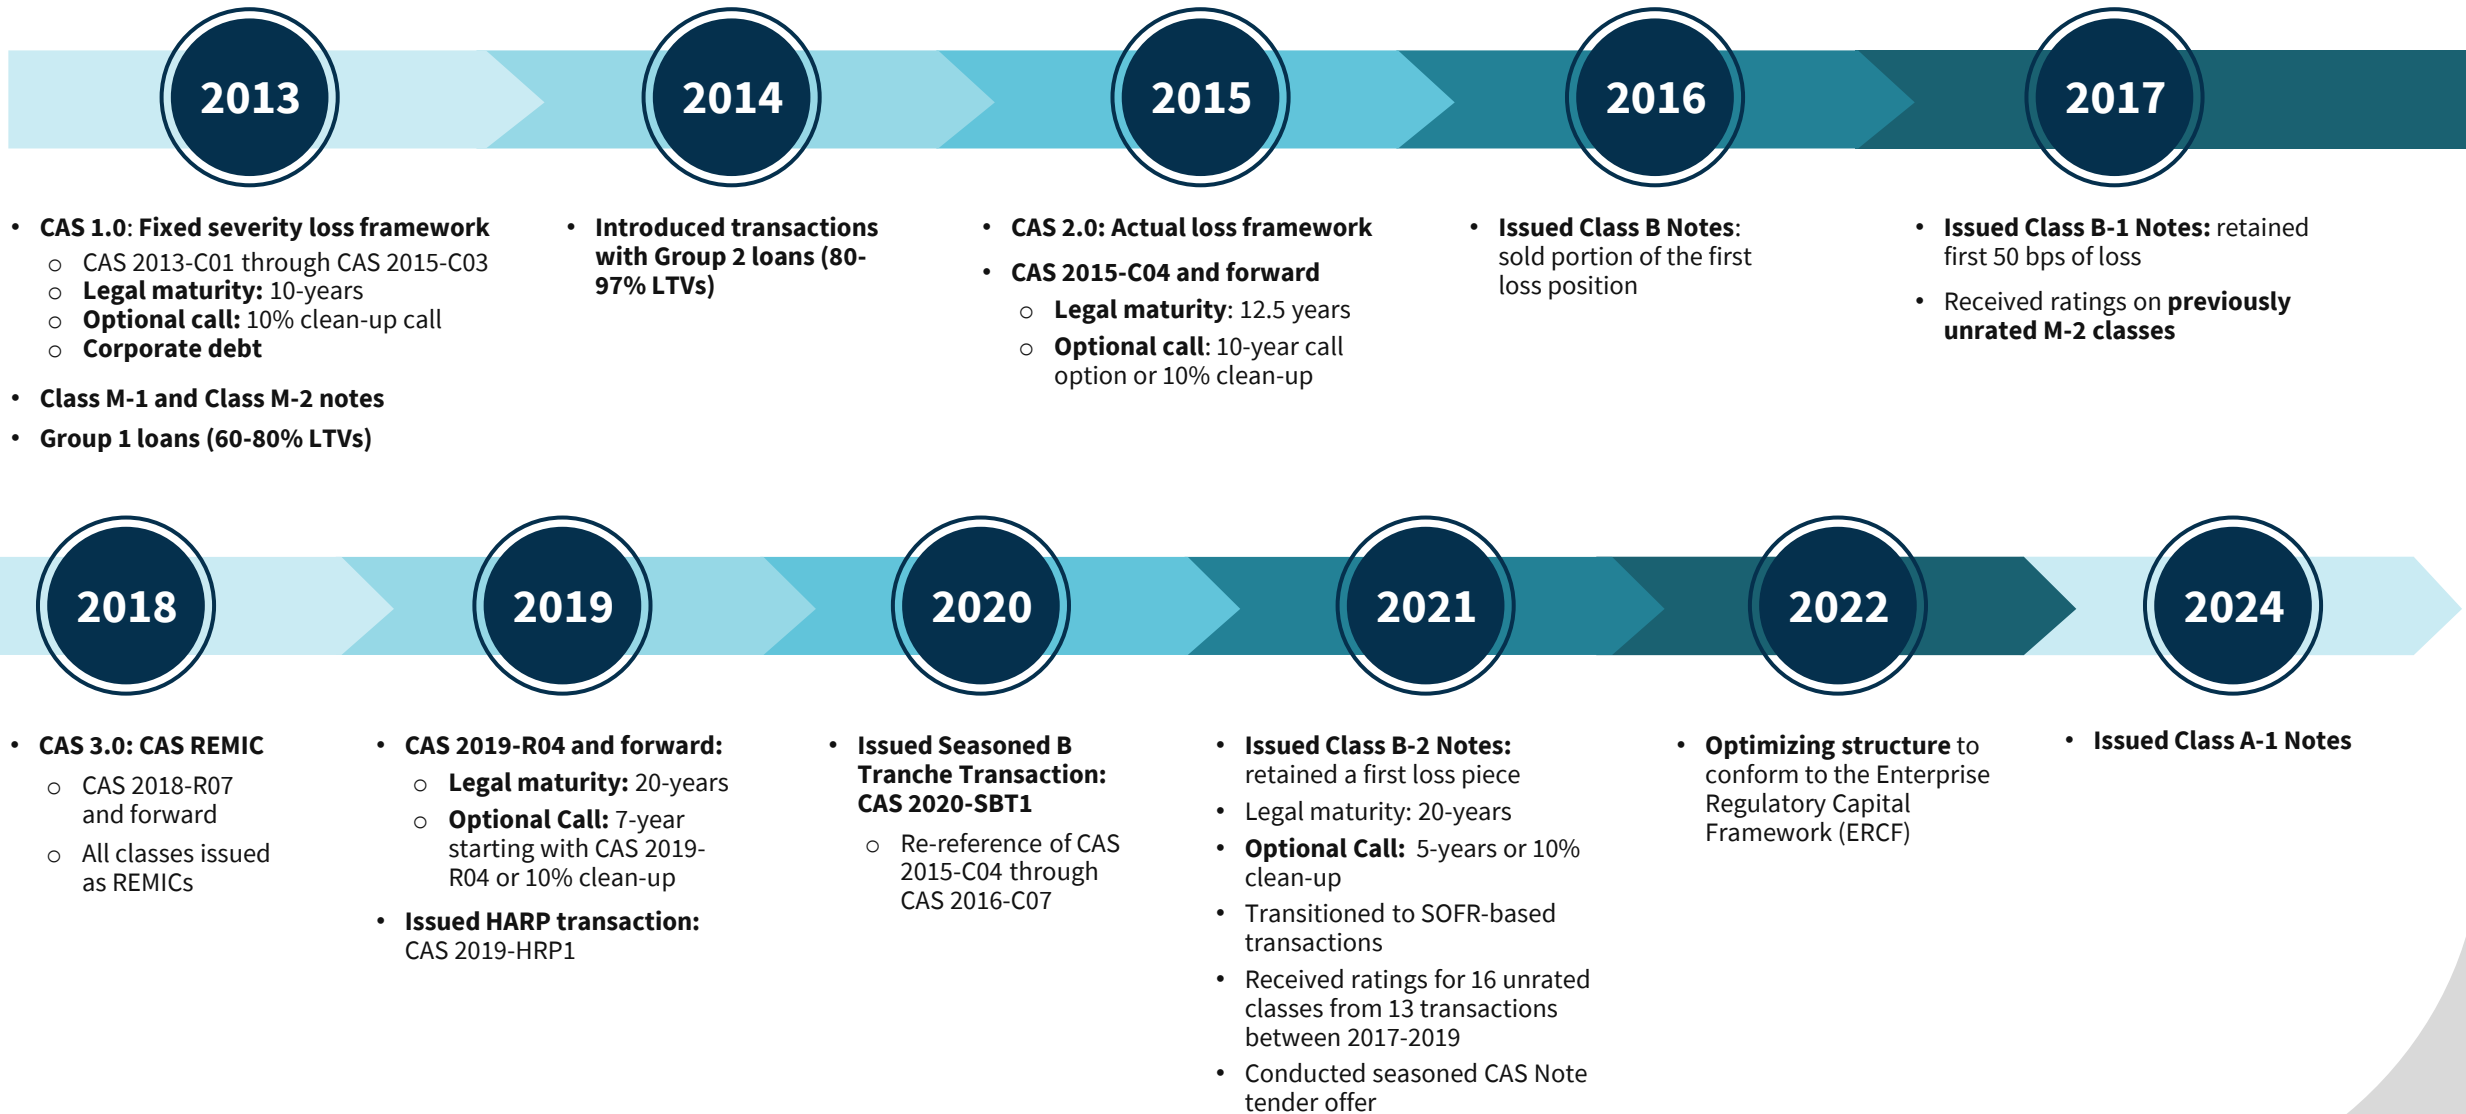 2013
2014
2015
2016
2017
• CAS 1.0: Fixed severity loss framework
o CAS 2013-C01 through CAS 2015-C03
o Legal maturity: 10-years
o Optional call: 10% clean-up call
o Corporate debt
• Class M-1 and Class M-2 notes
• Group 1 loans (60-80% LTVs)
• Introduced transactions
with Group 2 loans (80-
97% LTVs)
• CAS 2.0: Actual loss framework
• CAS 2015-C04 and forward
o Legal maturity: 12.5 years
o Optional call: 10-year call
option or 10% clean-up
• Issued Class B Notes:
sold portion of the first
loss position
• Issued Class B-1 Notes: retained
first 50 bps of loss
• Received ratings on previously
unrated M-2 classes
2018
2019
2020
2021
2022
2024
• CAS 3.0: CAS REMIC
o CAS 2018-R07
and forward
o All classes issued
as REMICs
• CAS 2019-R04 and forward:
o Legal maturity: 20-years
o Optional Call: 7-year
starting with CAS 2019-
R04 or 10% clean-up
• Issued HARP transaction:
CAS 2019-HRP1
• Issued Seasoned B
Tranche Transaction:
CAS 2020-SBT1
o Re-reference of CAS
2015-C04 through
CAS 2016-C07
• Issued Class B-2 Notes:
retained a first loss piece
• Legal maturity: 20-years
• Optional Call: 5-years or 10%
clean-up
• Transitioned to SOFR-based
transactions
• Received ratings for 16 unrated
classes from 13 transactions
between 2017-2019
• Conducted seasoned CAS Note
tender offer
• Optimizing structure to
conform to the Enterprise
Regulatory Capital
Framework (ERCF)
• Issued Class A-1 Notes